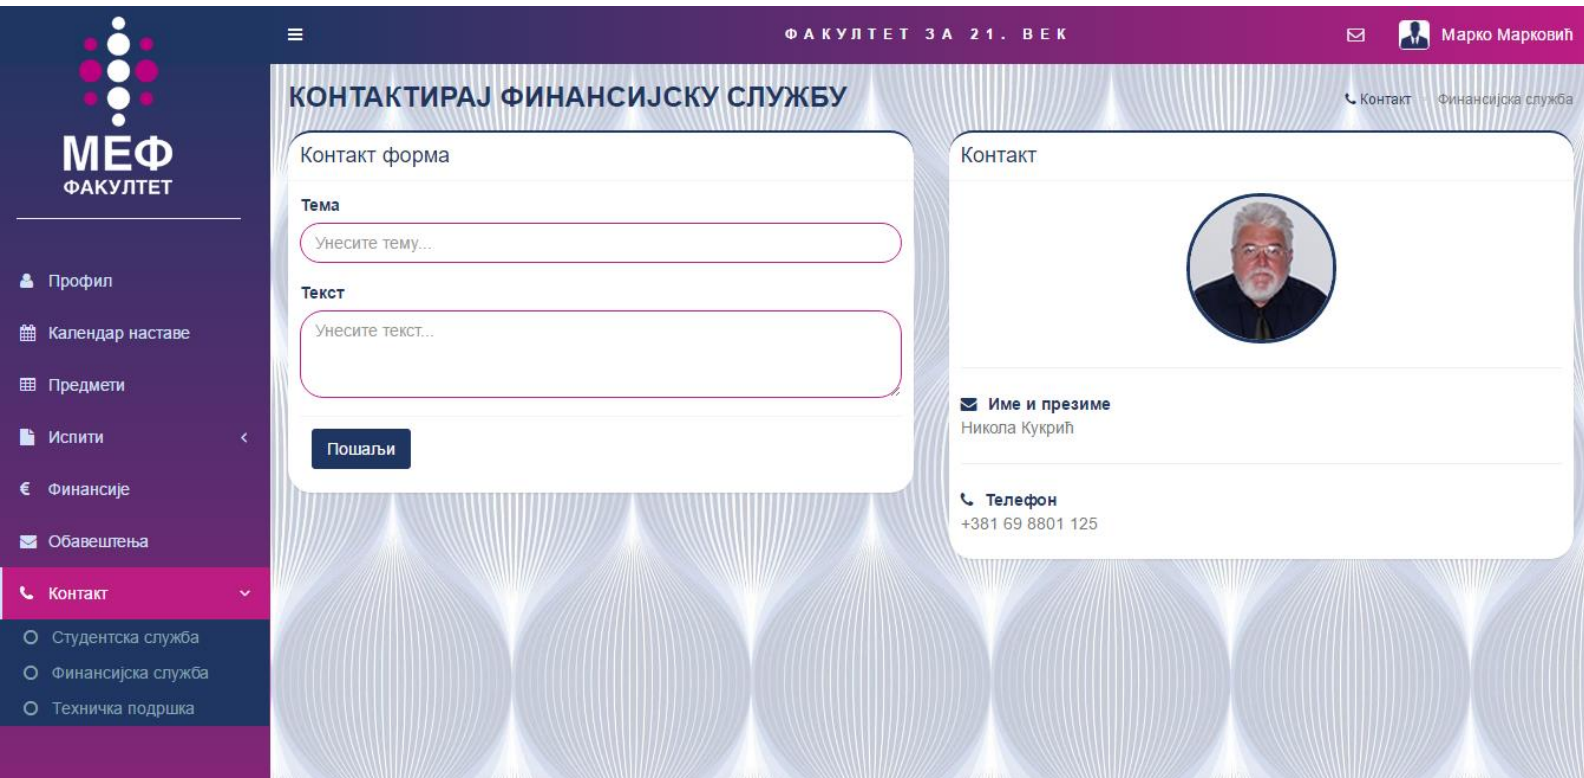 МЕФ
ФАКУЛТЕТ
Профил
Календар наставе
Предмети
Испити
€ Финансије
Обавештења
Контакт
Студентска служба
Финансијска служба
Техничка подршка
ФАКУЛТЕТ ЗА 21. ВЕК
Марко Марковић
КОНТАКТИРАЈ ФИНАНСИЈСКУ СЛУЖБУ
Контакт Финансијска служба
Контакт форма
Тема
Унесите тему...
Текст
Унесите текст...
Пошаљи
Контакт
Име и презиме
Никола Кукрић
Телефон
+381 69 8801 125